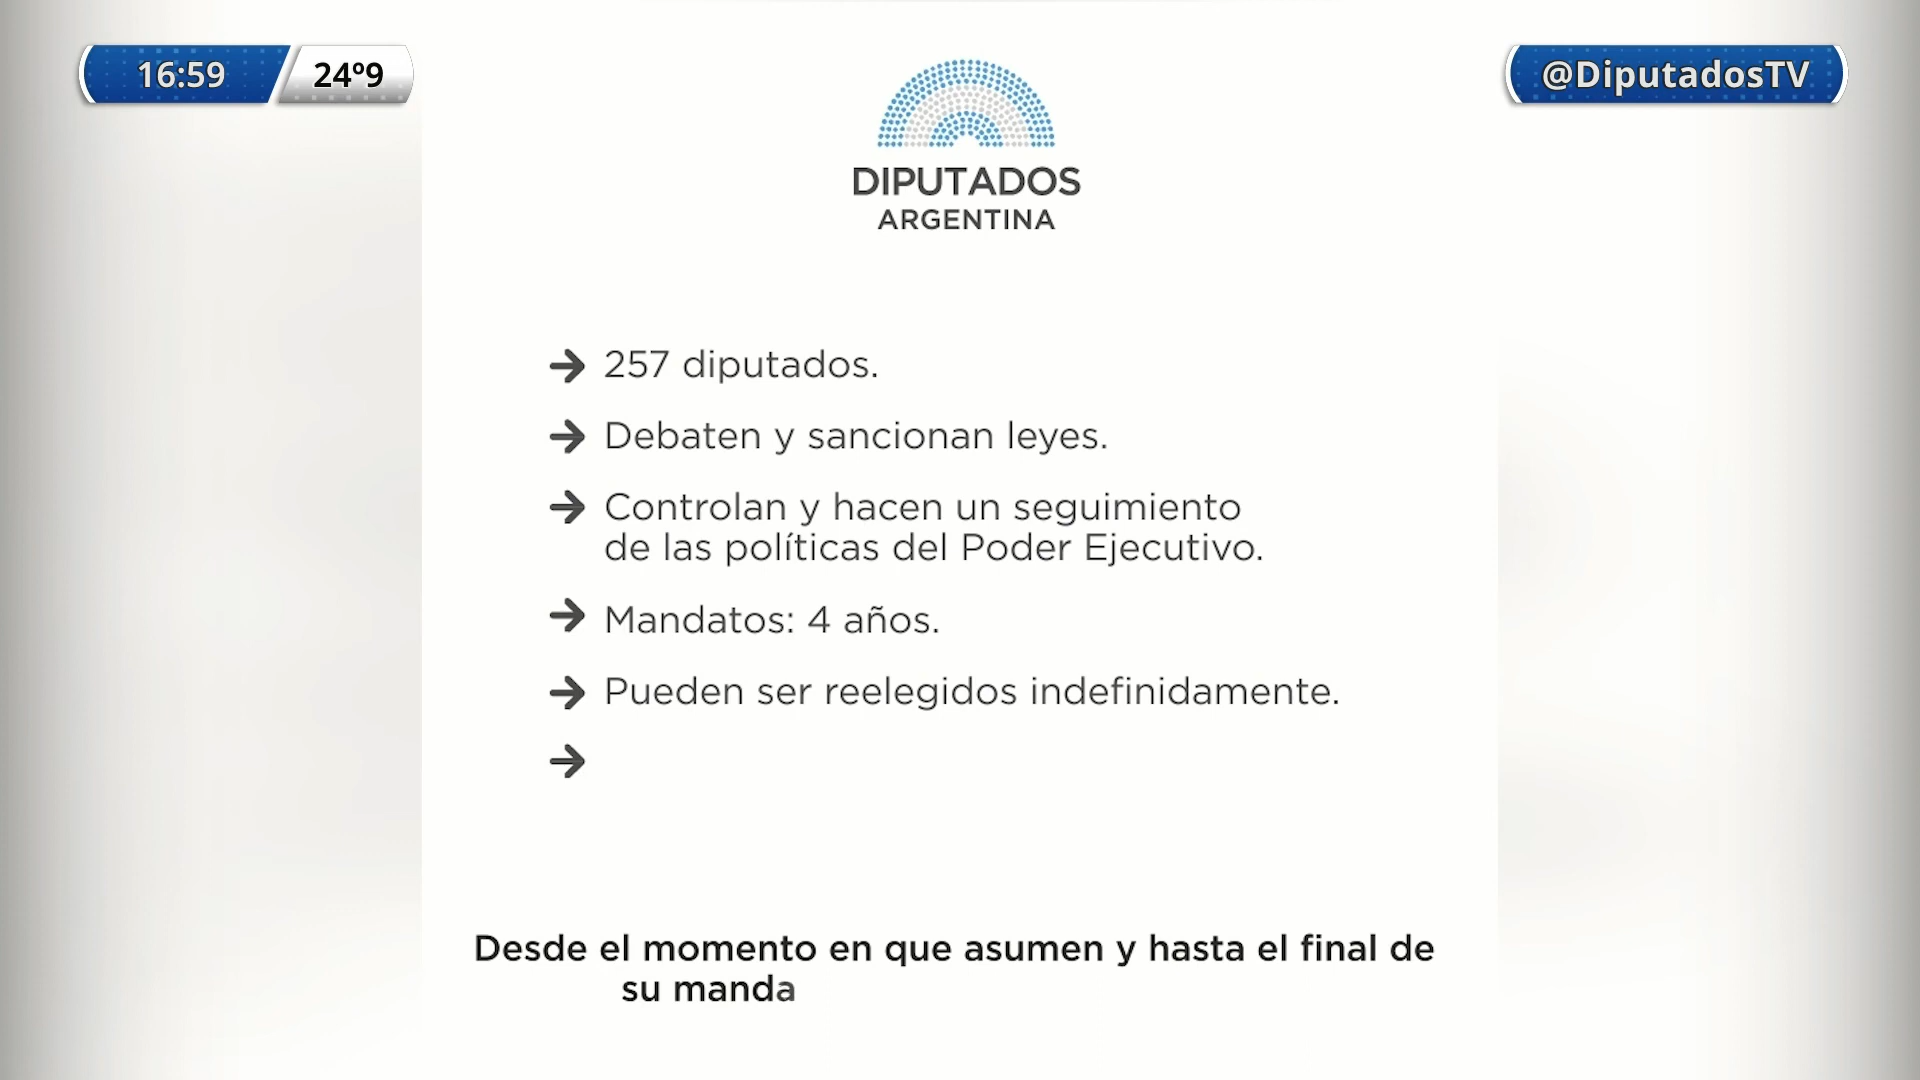 16:59 24º9 @DiputadosTV
DIPUTADOS
ARGENTINA
257 diputados.
Debaten y sancionan leyes.
Controlan y hacen un seguimiento
de las políticas del Poder Ejecutivo.
Mandatos: 4 años.
Pueden ser reelegidos indefinidamente.
Desde el momento en que asumen y hasta el final de
su manda